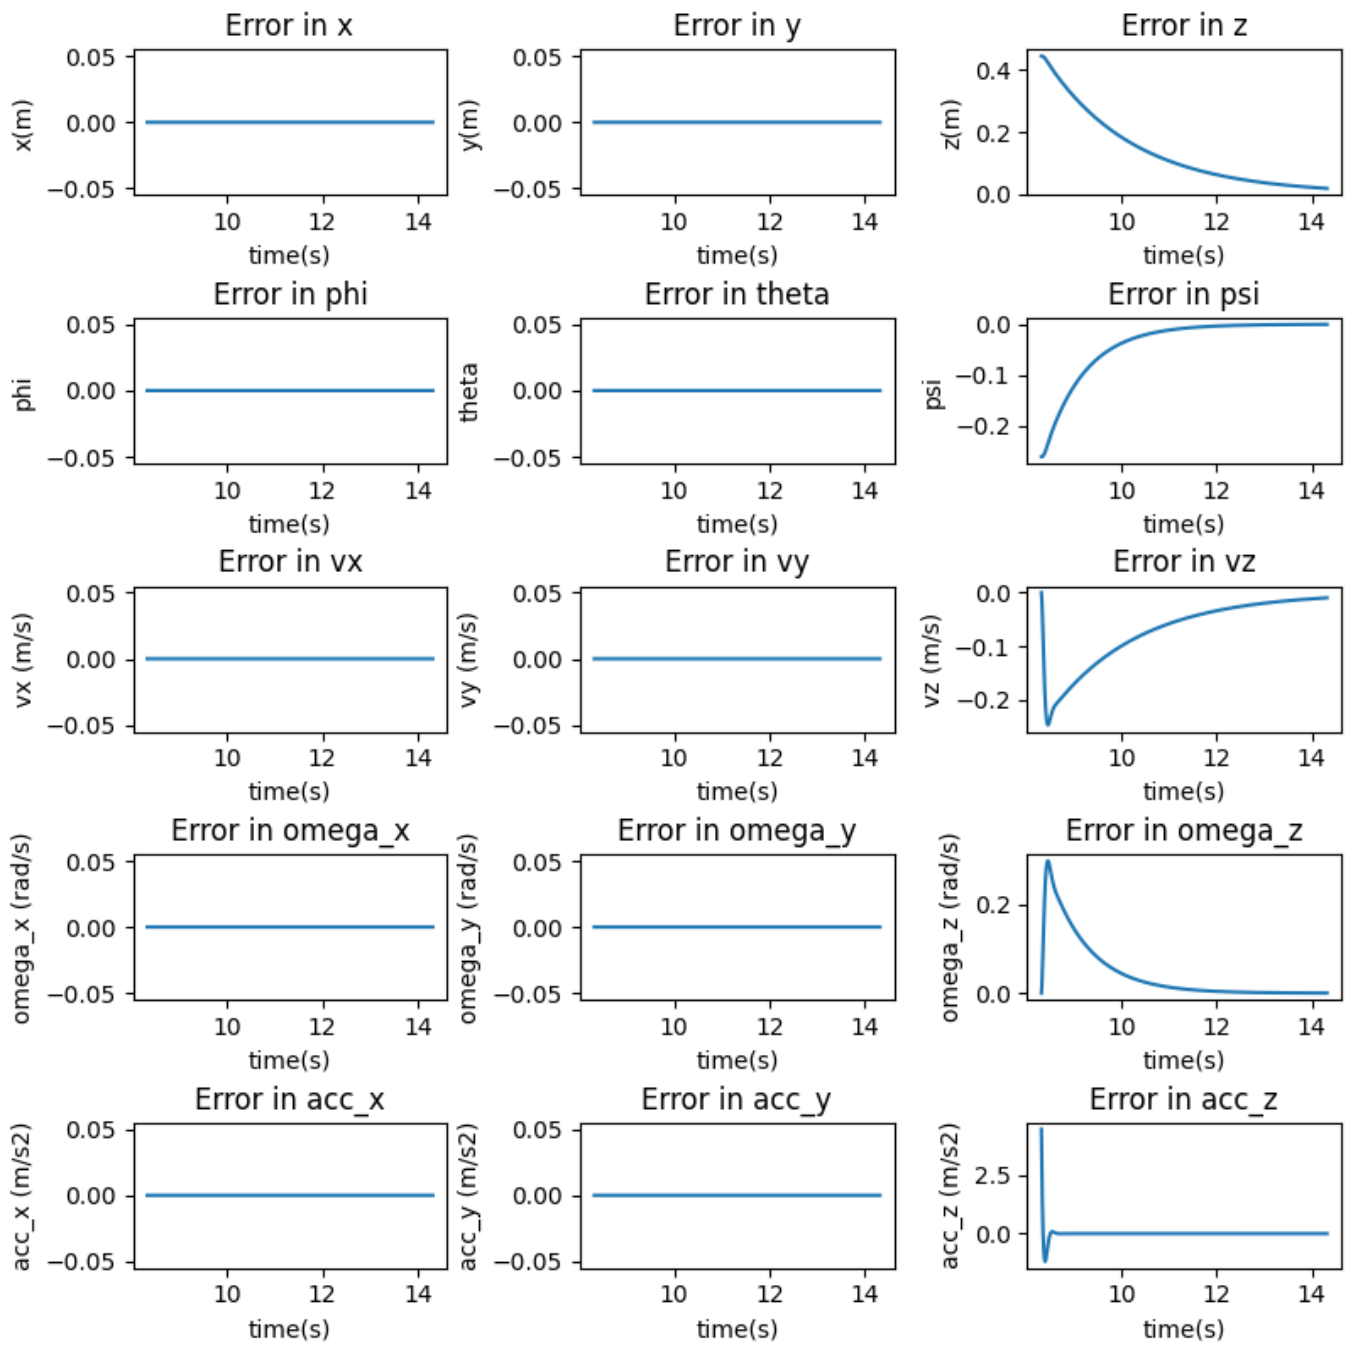 Error in x
x(m)
0.05
0.00
−0.05
10 12 14
time(s)
Error in y
y(m)
0.05
0.00
−0.05
10 12 14
time(s)
Error in z
z(m)
0.4
0.2
0.0
10 12 14
time(s)
Error in phi
phi
0.05
0.00
−0.05
10 12 14
time(s)
Error in theta
theta
0.05
0.00
−0.05
10 12 14
time(s)
Error in psi
psi
0.0
−0.1
−0.2
10 12 14
time(s)
Error in vx
vx (m/s)
0.05
0.00
−0.05
10 12 14
time(s)
Error in vy
vy (m/s)
0.05
0.00
−0.05
10 12 14
time(s)
Error in vz
vz (m/s)
0.0
−0.1
−0.2
10 12 14
time(s)
Error in omega_x
omega_x (rad/s)
0.05
0.00
−0.05
10 12 14
time(s)
Error in omega_y
omega_y (rad/s)
0.05
0.00
−0.05
10 12 14
time(s)
Error in omega_z
omega_z (rad/s)
0.2
0.0
10 12 14
time(s)
Error in acc_x
acc_x (m/s2)
0.05
0.00
−0.05
10 12 14
time(s)
Error in acc_y
acc_y (m/s2)
0.05
0.00
−0.05
10 12 14
time(s)
Error in acc_z
acc_z (m/s2)
2.5
0.0
10 12 14
time(s)